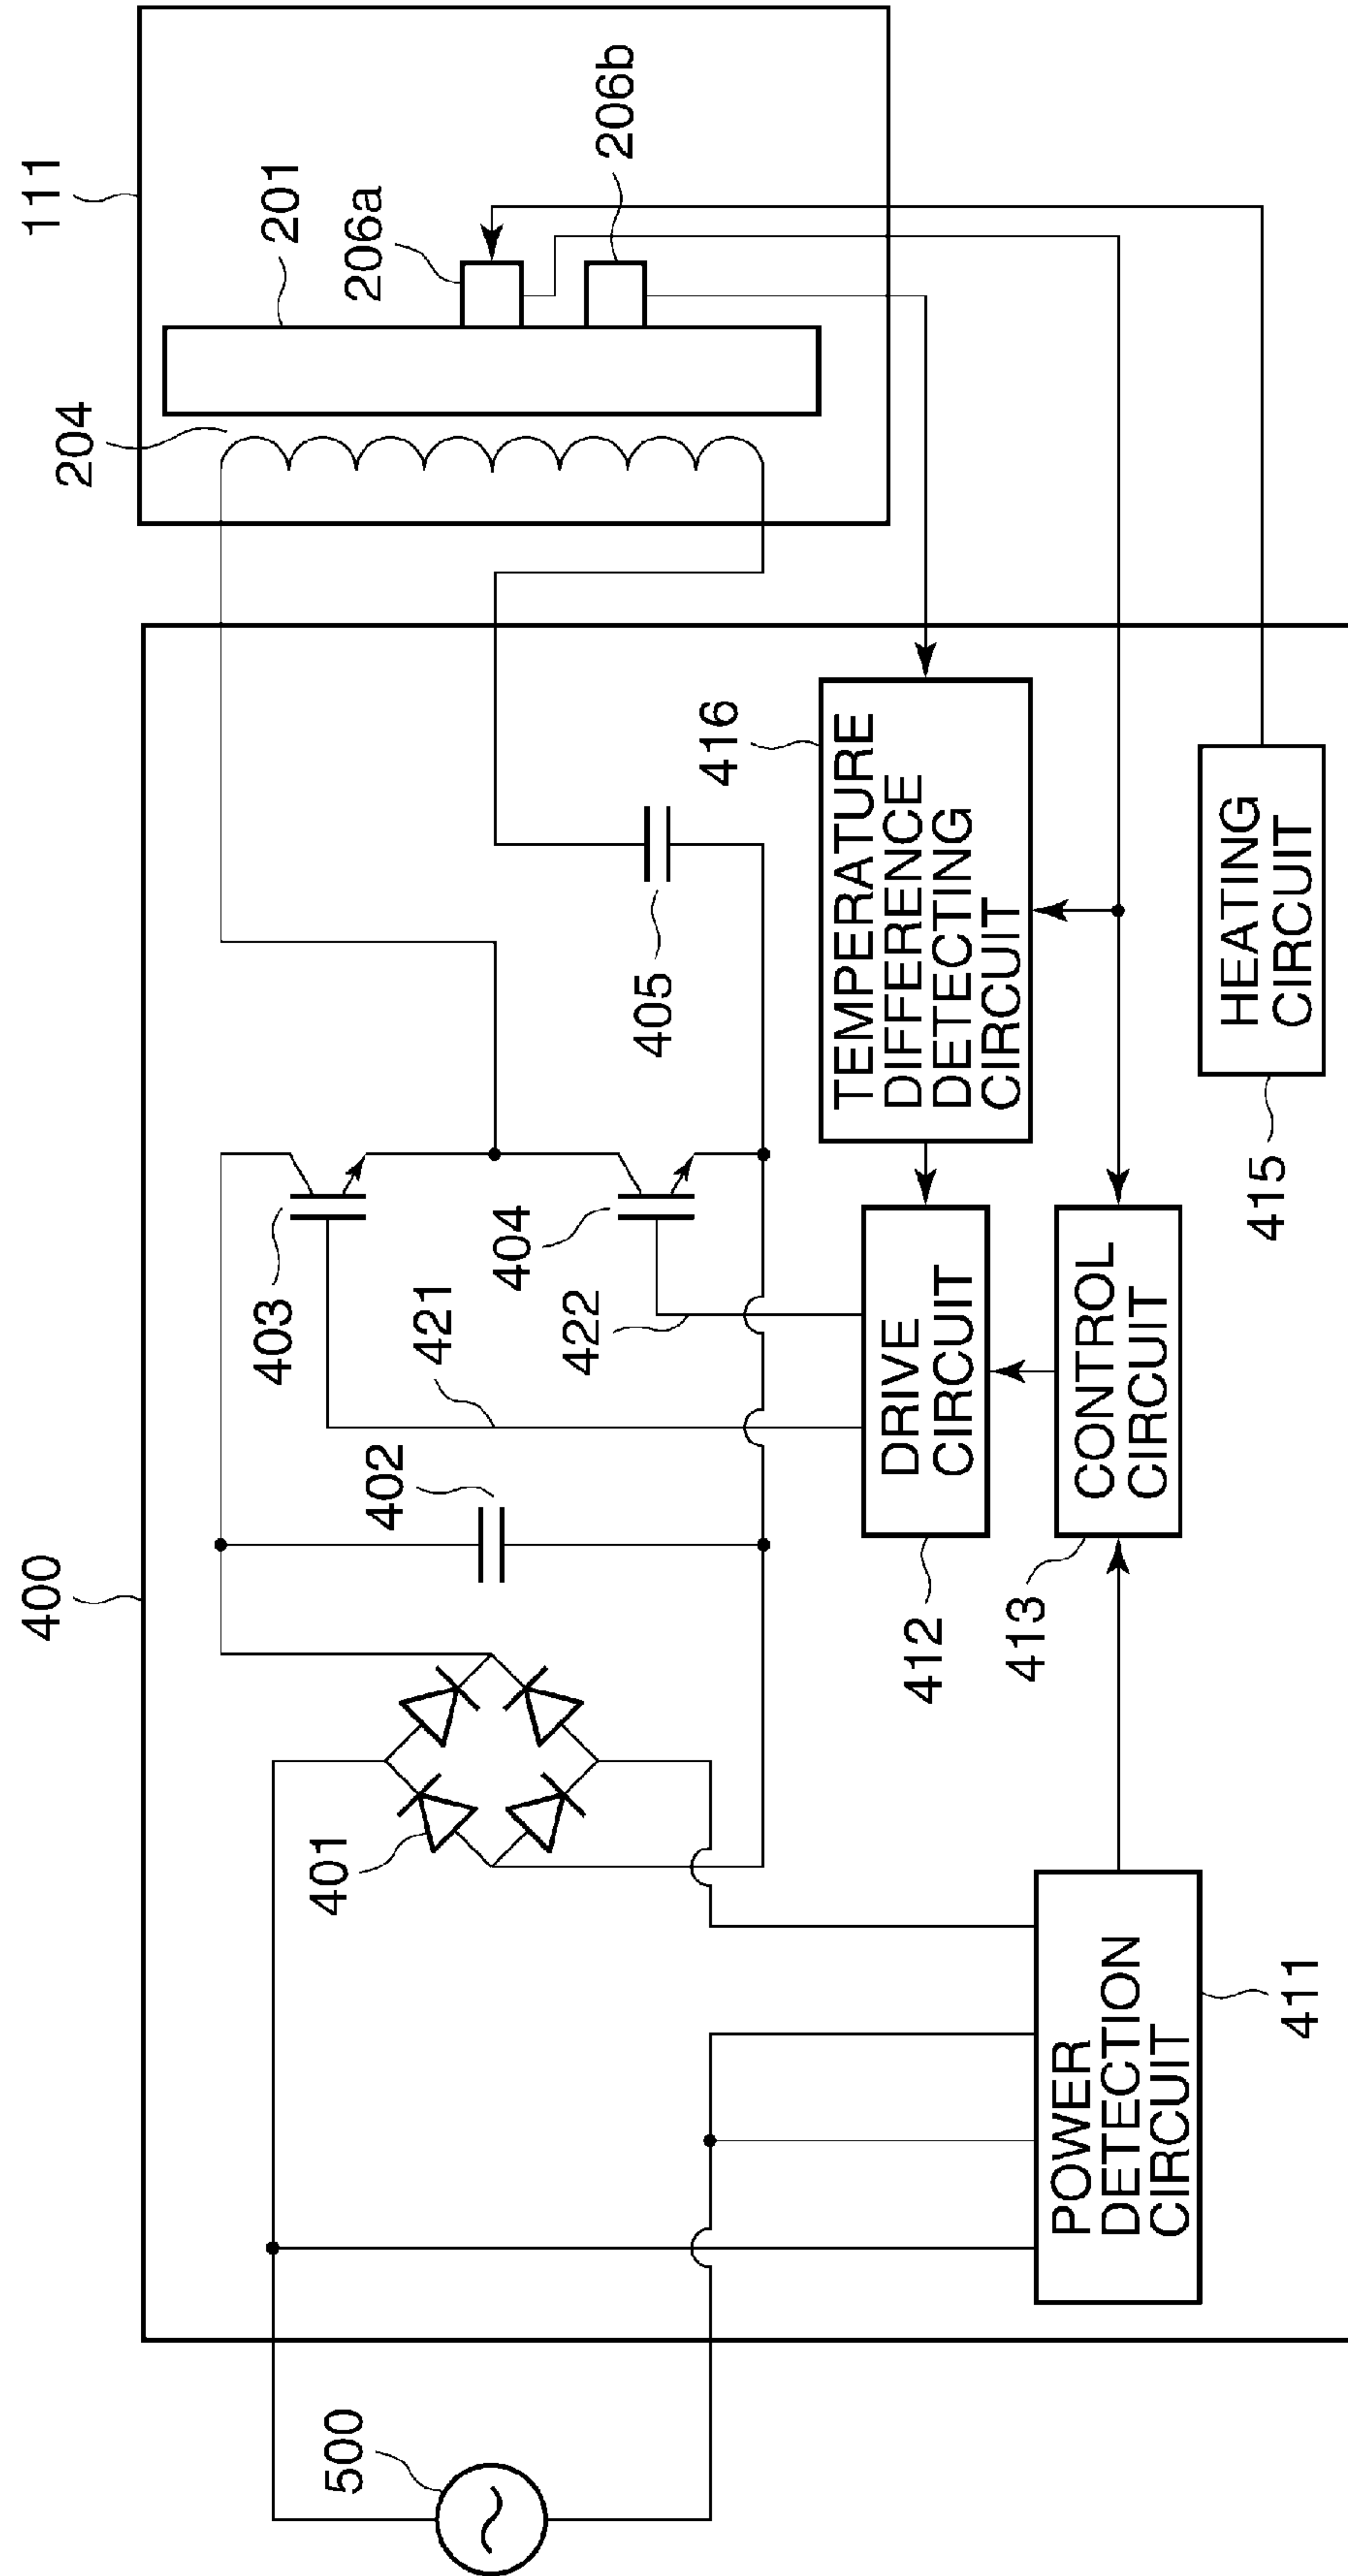 400
111
204
201
206a
206b
403
421
402
404
422
405
416
401
500
TEMPERATURE
DIFFERENCE
DETECTING
CIRCUIT
DRIVE
CIRCUIT
412
CONTROL
CIRCUIT
413
HEATING
CIRCUIT
415
POWER
DETECTION
CIRCUIT
411